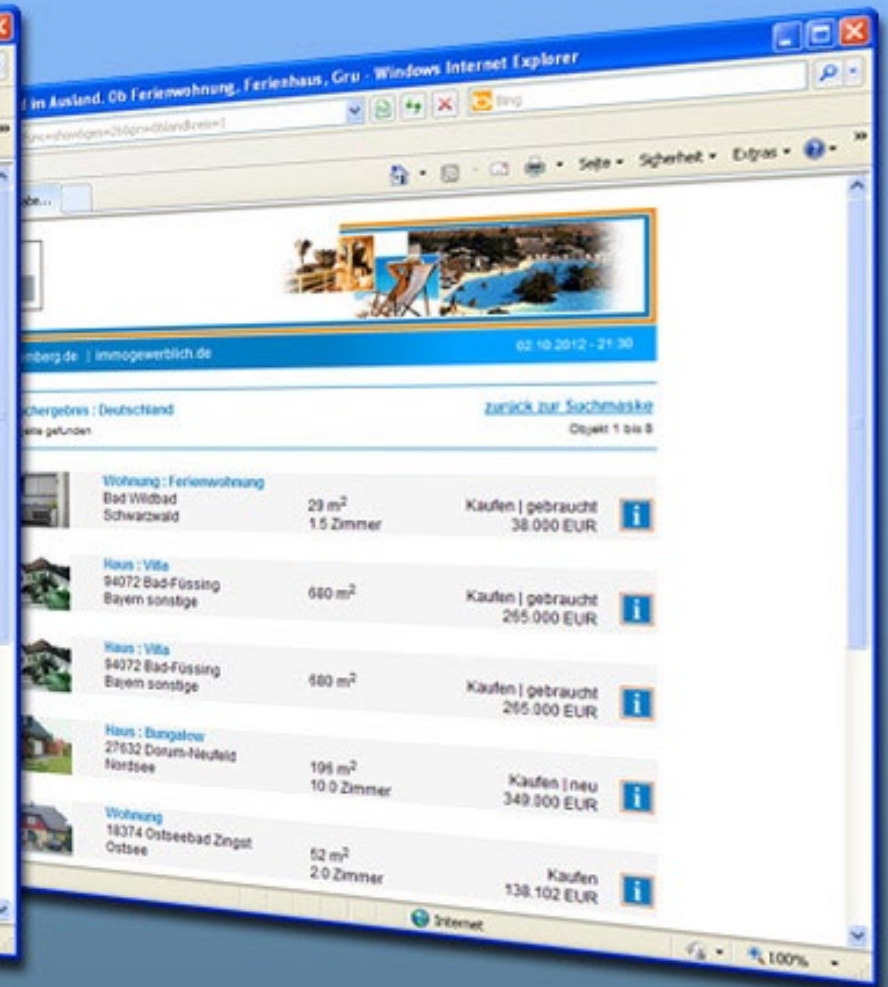 im Ausland. Ob Ferienwohnung, Ferienhaus, Gru - Windows Internet Explorer
Bing
Seite Sicherheit Extras
mberg.de | immogewerblich.de
02.10.2012 - 21:30
chergebnis : Deutschland
zurück zur Suchmaske
gefunden
Objekt 1 bis 8
Wohnung : Ferienwohnung
Bad Wildbad
Schwarzwald
29 m²
1.5 Zimmer
Kaufen | gebraucht
38.000 EUR
i
Haus : Villa
94072 Bad-Füssing
Bayern sonstige
680 m²
Kaufen | gebraucht
265.000 EUR
i
Haus : Villa
94072 Bad-Füssing
Bayern sonstige
680 m²
Kaufen | gebraucht
265.000 EUR
i
Haus : Bungalow
27632 Dorum-Neufeld
Nordsee
196 m²
10.0 Zimmer
Kaufen | neu
349.000 EUR
i
Wohnung
18374 Ostseebad Zingst
Ostsee
52 m²
2.0 Zimmer
Kaufen
138.102 EUR
i
Internet
100%